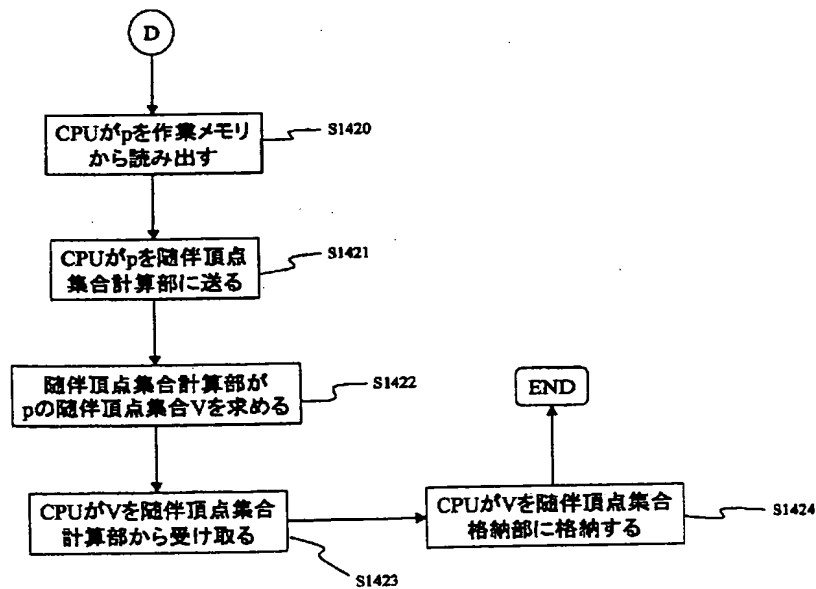 D
CPUがpを作業メモリ
から読み出す
S1420
CPUがpを随伴頂点
集合計算部に送る
S1421
随伴頂点集合計算部が
pの随伴頂点集合Vを求める
S1422
CPUがVを随伴頂点集合
計算部から受け取る
S1423
CPUがVを随伴頂点集合
格納部に格納する
S1424
END